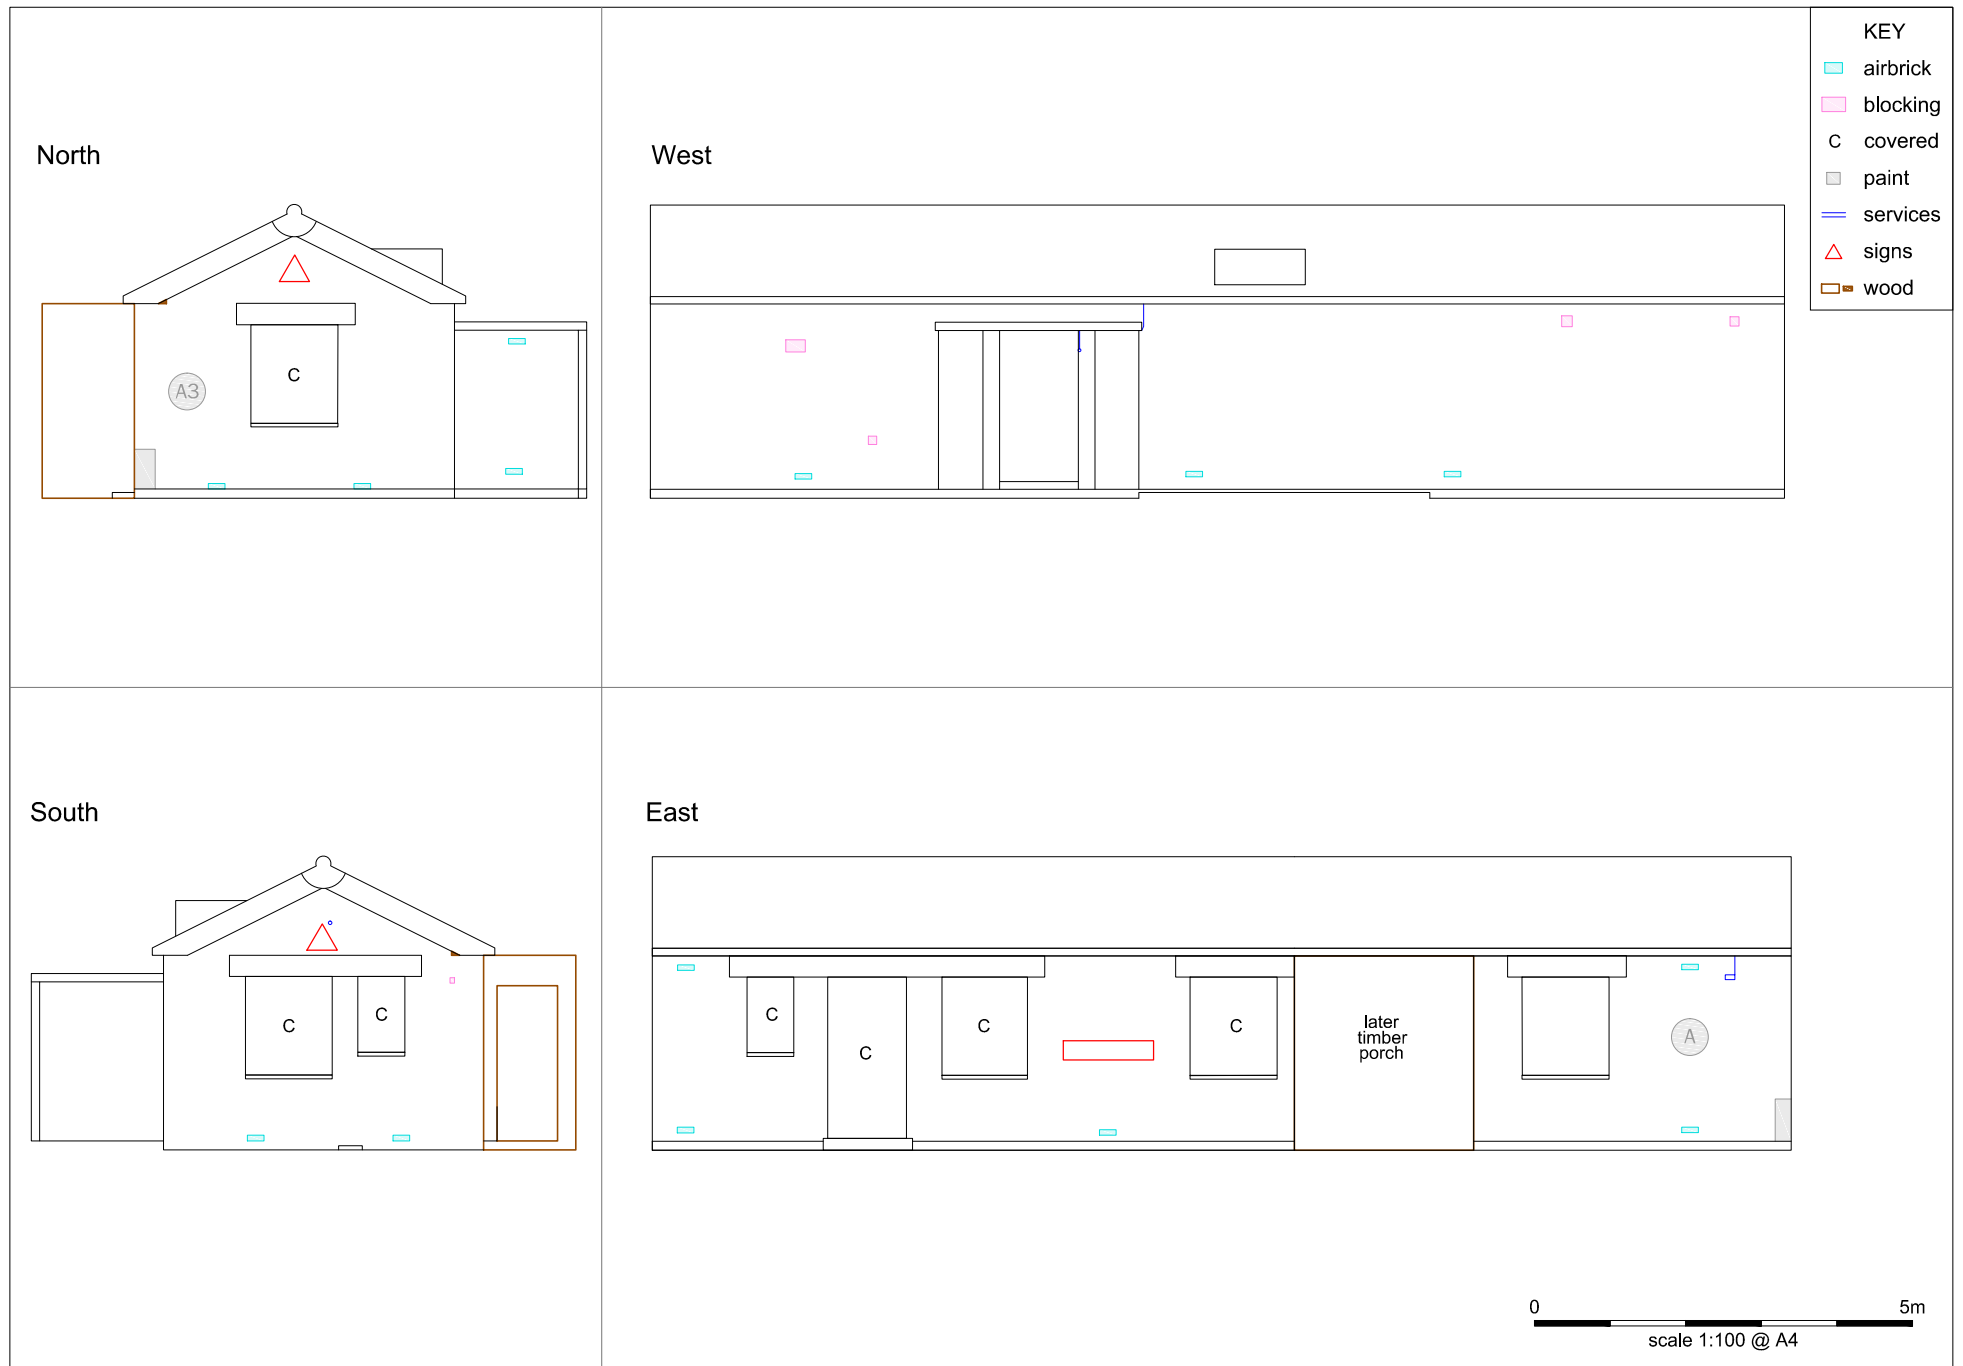 KEY
airbrick
blocking
C covered
paint
services
signs
wood
North
A3
C
West
South
C
C
East
C
C
C
C
later
timber
porch
A
0 5m
scale 1:100 @ A4